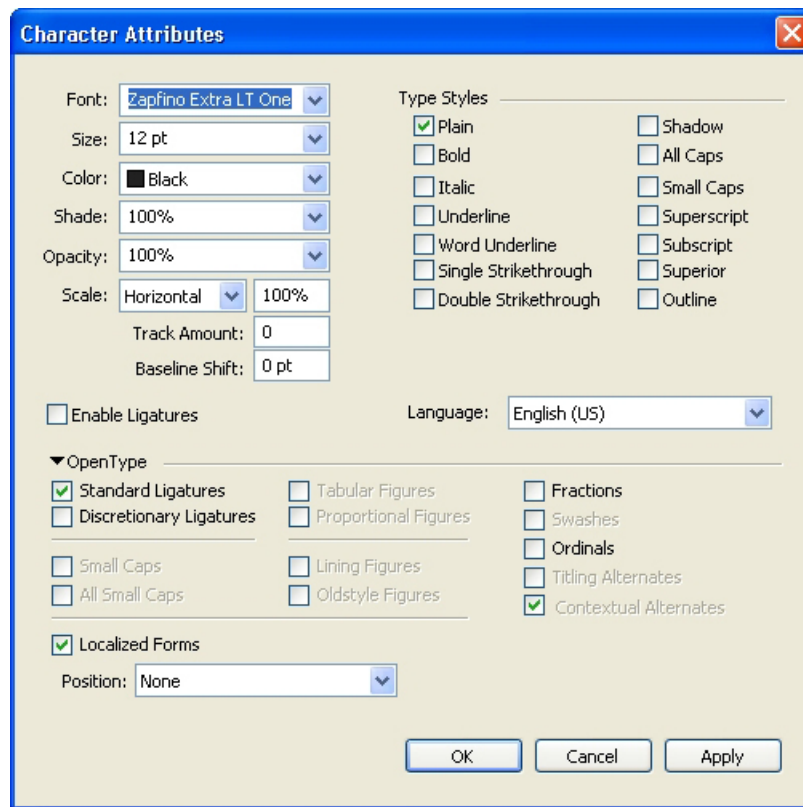 Character Attributes
Font: Zapfino Extra LT One
Size: 12 pt
Color: Black
Shade: 100%
Opacity: 100%
Scale: Horizontal 100%
Track Amount: 0
Baseline Shift: 0 pt
Type Styles
Plain
Bold
Italic
Underline
Word Underline
Single Strikethrough
Double Strikethrough
Shadow
All Caps
Small Caps
Superscript
Subscript
Superior
Outline
Enable Ligatures
Language: English (US)
OpenType
Standard Ligatures
Discretionary Ligatures
Small Caps
All Small Caps
Tabular Figures
Proportional Figures
Lining Figures
Oldstyle Figures
Fractions
Swashes
Ordinals
Titling Alternates
Contextual Alternates
Localized Forms
Position: None
OK
Cancel
Apply